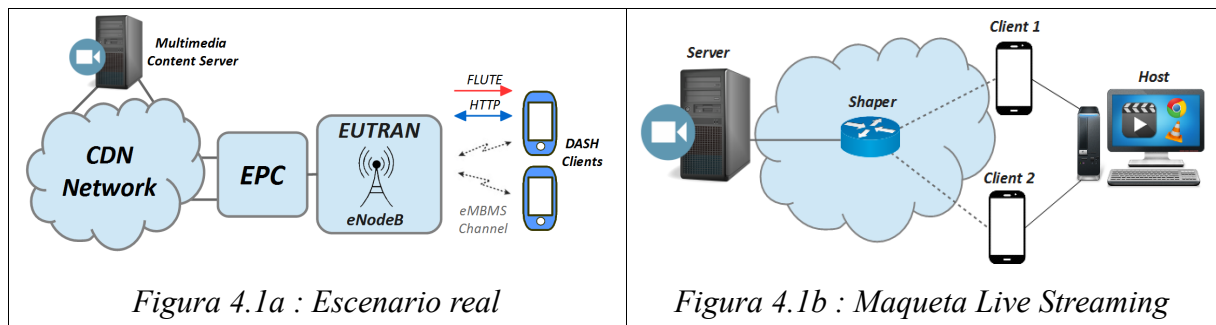 Multimedia
Content Server
CDN
Network
EPC
EUTRAN
eNodeB
FLUTE
HTTP
DASH
Clients
eMBMS
Channel
Figura 4.1a : Escenario real
Server
Shaper
Client 1
Client 2
Host
Figura 4.1b : Maqueta Live Streaming